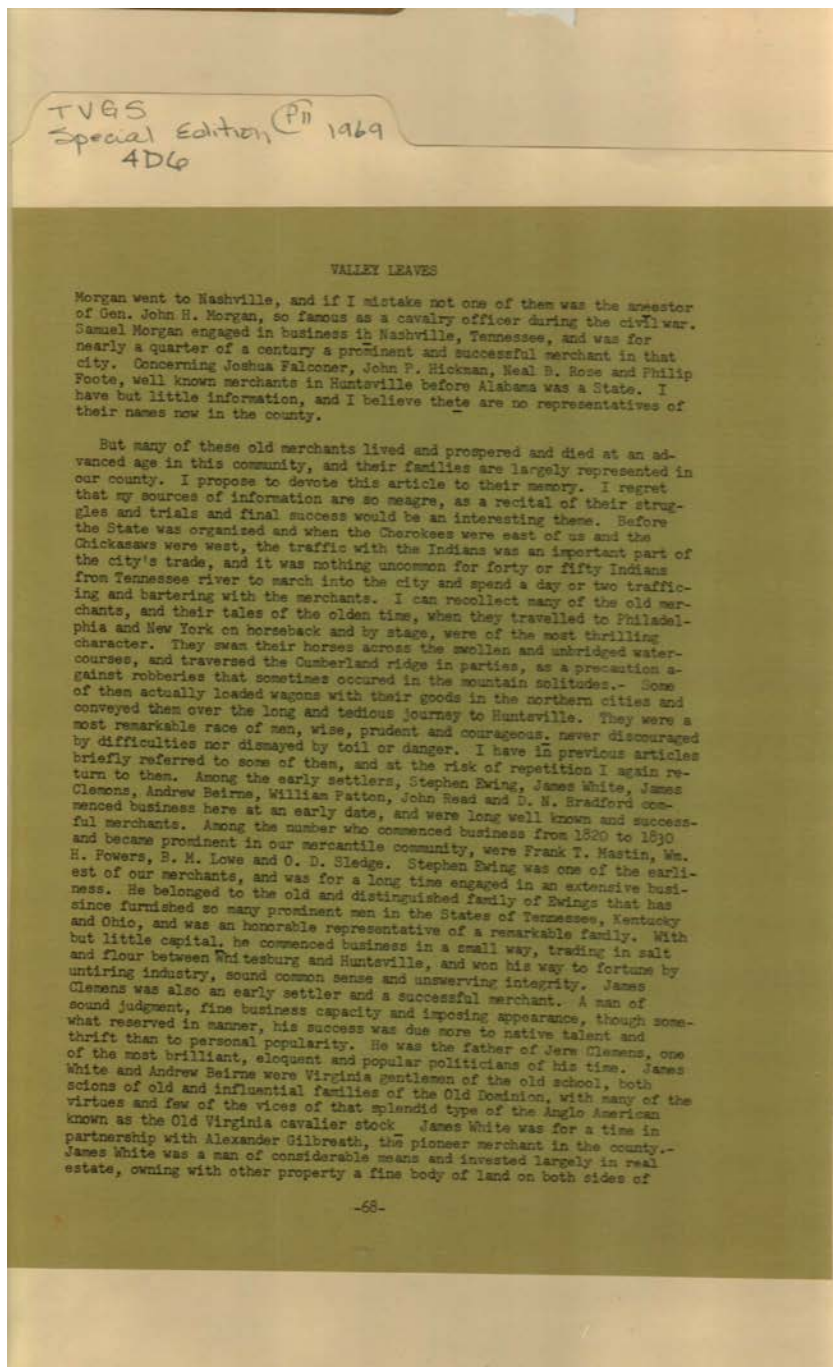 TVGS
Special Edition PII 1969
4D6
VALLEY LEAVES
Morgan went to Nashville, and if I mistake not one of them was the ancestor
of Gen. John H. Morgan, so famous as a cavalry officer during the civil war.
Samuel Morgan engaged in business ih Nashville, Tennessee, and was for
nearly a quarter of a century a prominent and successful merchant in that
city. Concerning Joshua Falconer, John P. Hickman, Neal B. Rose and Philip
Foote, well known merchants in Huntsville before Alabama was a State. I
have but little information, and I believe thete are no representatives of
their names now in the county.
But many of these old merchants lived and prospered and died at an ad-
vanced age in this community, and their families are largely represented in
our county. I propose to devote this article to their memory. I regret
that my sources of information are so meagre, as a recital of their strug-
gles and trials and final success would be an interesting theme. Before
the State was organized and when the Cherokees were east of us and the
Chickasaws were west, the traffic with the Indians was an important part of
the city's trade, and it was nothing uncommon for forty or fifty Indians
from Tennessee river to march into the city and spend a day or two traffic-
ing and bartering with the merchants. I can recollect many of the old mer-
chants, and their tales of the olden time, when they travelled to Philadel-
phia and New York on horseback and by stage, were of the most thrilling
character. They swam their horses across the swollen and unbridged water-
courses, and traversed the Cumberland ridge in parties, as a precaution a-
gainst robberies that sometimes occured in the mountain solitudes.- Some
of them actually loaded wagons with their goods in the northern cities and
conveyed them over the long and tedious journey to Huntsville. They were a
most remarkable race of men, wise, prudent and courageous. never discouraged
by difficulties nor dismayed by toil or danger. I have in previous articles
briefly referred to some of them, and at the risk of repetition I again re-
turn to them. Among the early settlers, Stephen Ewing, James White, James
Clemons, Andrew Beirne, William Patton, John Read and D. N. Bradford com-
menced business here at an early date, and were long well known and success-
ful merchants. Among the number who commenced business from 1820 to 1830
and became prominent in our mercantile community, were Frank T. Mastin, Wm.
H. Powers, B. M. Lowe and O. D. Sledge. Stephen Ewing was one of the earli-
est of our merchants, and was for a long time engaged in an extensive busi-
ness. He belonged to the old and distinguished family of Ewings that has
since furnished so many prominent men in the States of Tennessee, Kentucky
and Ohio, and was an honorable representative of a remarkable family. With
but little capital. he commenced business in a small way, trading in salt
and flour between Whitesburg and Huntsville, and won his way to fortune by
untiring industry, sound common sense and unswerving integrity. James
Clemens was also an early settler and a successful merchant. A man of
sound judgment, fine business capacity and imposing appearance, though some-
what reserved in manner, his success was due more to native talent and
thrift than to personal popularity. He was the father of Jere Clemens, one
of the most brilliant, eloquent and popular politicians of his time. James
White and Andrew Beirne were Virginia gentlemen of the old school, both
scions of old and influential families of the Old Dominion, with many of the
virtues and few of the vices of that splendid type of the Anglo American
known as the Old Virginia cavalier stock James White was for a time in
partnership with Alexander Gilbreath, the pioneer merchant in the county.-
James White was a man of considerable means and invested largely in real
estate, owning with other property a fine body of land on both sides of
-68-